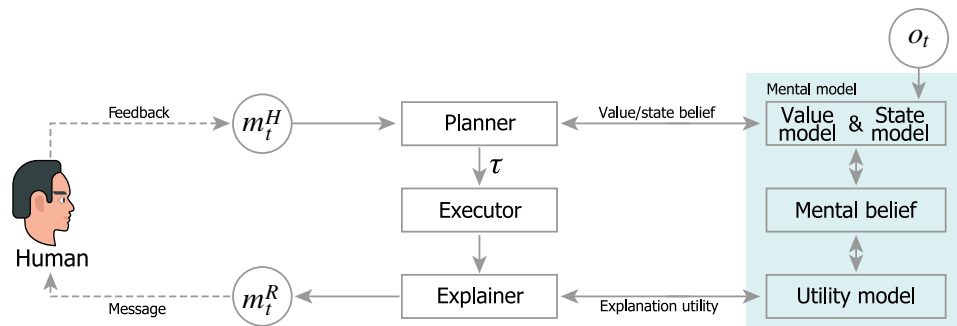 o_t
Mental model
Feedback
m_t^H
Planner
Value/state belief
Value model & State model
τ
Executor
Mental belief
Human
Message
m_t^R
Explainer
Explanation utility
Utility model